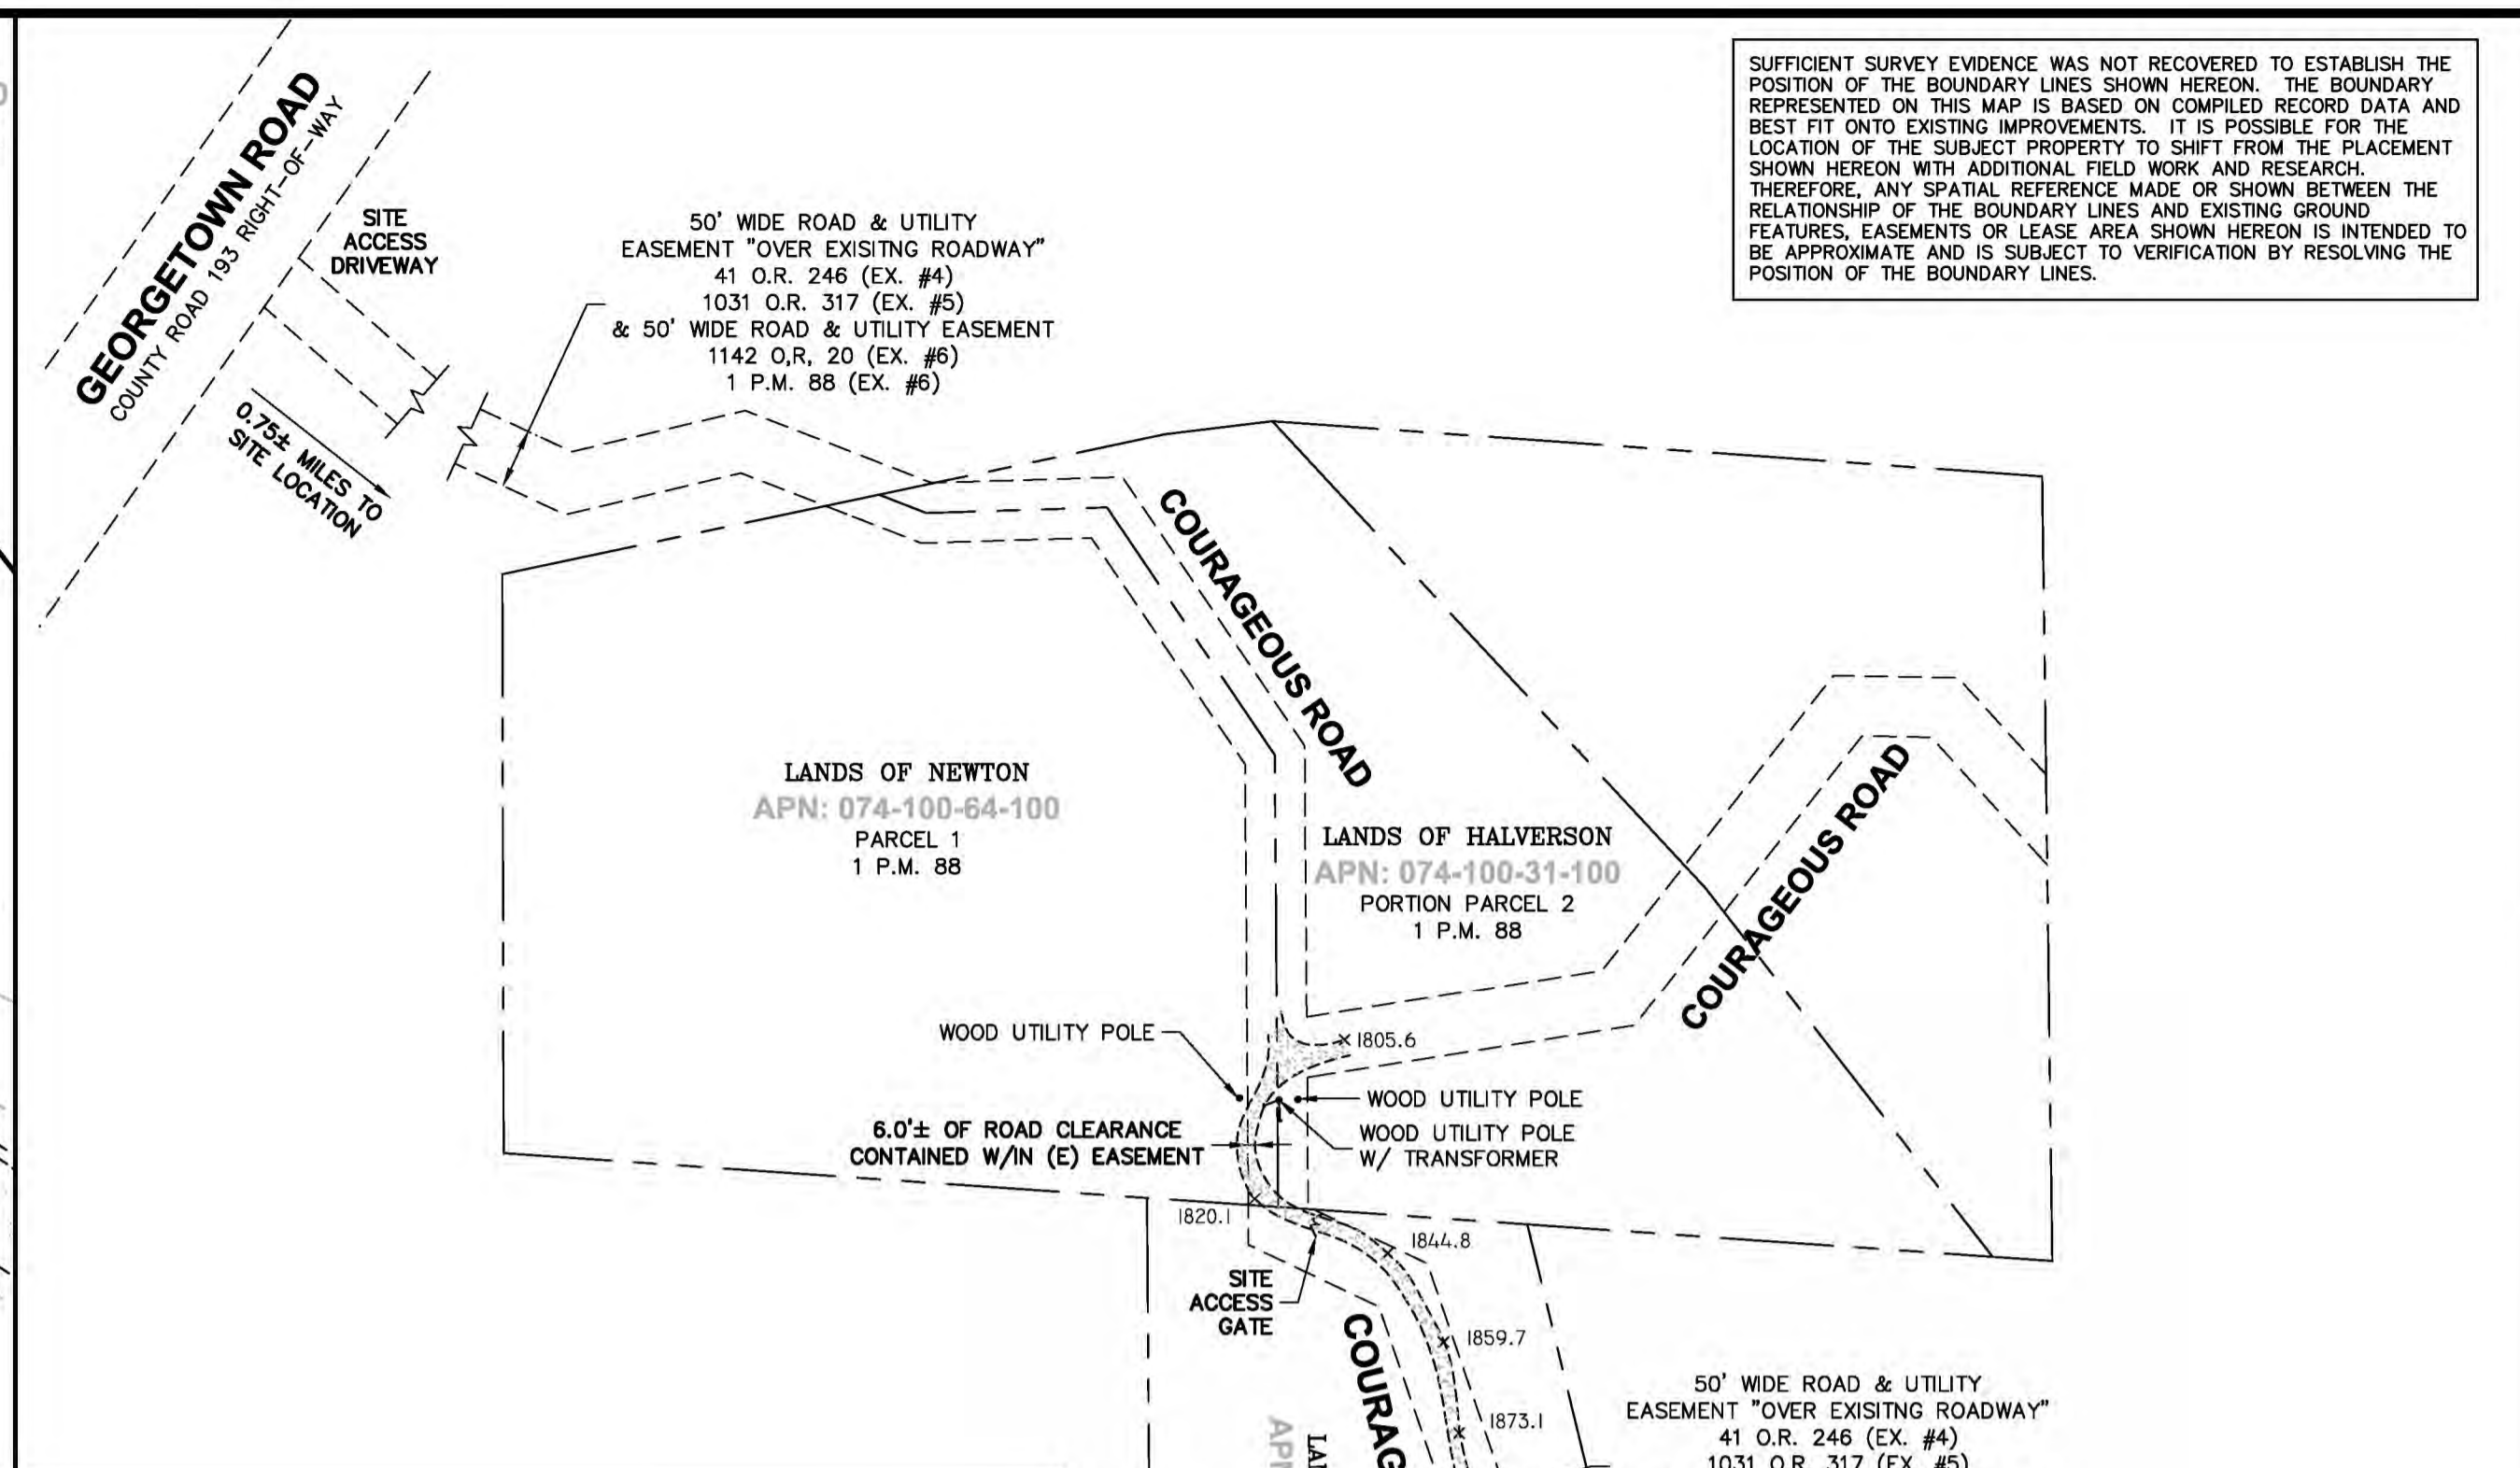 SUFFICIENT SURVEY EVIDENCE WAS NOT RECOVERED TO ESTABLISH THE
POSITION OF THE BOUNDARY LINES SHOWN HEREON. THE BOUNDARY
REPRESENTED ON THIS MAP IS BASED ON COMPILED RECORD DATA AND
BEST FIT ONTO EXISTING IMPROVEMENTS. IT IS POSSIBLE FOR THE
LOCATION OF THE SUBJECT PROPERTY TO SHIFT FROM THE PLACEMENT
SHOWN HEREON WITH ADDITIONAL FIELD WORK AND RESEARCH.
THEREFORE, ANY SPATIAL REFERENCE MADE OR SHOWN BETWEEN THE
RELATIONSHIP OF THE BOUNDARY LINES AND EXISTING GROUND
FEATURES, EASEMENTS OR LEASE AREA SHOWN HEREON IS INTENDED TO
BE APPROXIMATE AND IS SUBJECT TO VERIFICATION BY RESOLVING THE
POSITION OF THE BOUNDARY LINES.
GEORGETOWN ROAD
COUNTY ROAD 193 RIGHT-OF-WAY
SITE
ACCESS
DRIVEWAY
0.75± MILES TO
SITE LOCATION
50' WIDE ROAD & UTILITY
EASEMENT "OVER EXISITNG ROADWAY"
41 O.R. 246 (EX. #4)
1031 O.R. 317 (EX. #5)
& 50' WIDE ROAD & UTILITY EASEMENT
1142 O,R, 20 (EX. #6)
1 P.M. 88 (EX. #6)
COURAGEOUS ROAD
LANDS OF NEWTON
APN: 074-100-64-100
PARCEL 1
1 P.M. 88
LANDS OF HALVERSON
APN: 074-100-31-100
PORTION PARCEL 2
1 P.M. 88
COURAGEOUS ROAD
WOOD UTILITY POLE
1805.6
WOOD UTILITY POLE
WOOD UTILITY POLE
W/ TRANSFORMER
6.0'± OF ROAD CLEARANCE
CONTAINED W/IN (E) EASEMENT
1820.1
1844.8
SITE
ACCESS
GATE
1859.7
1873.1
COURAG
LAN
APN
50' WIDE ROAD & UTILITY
EASEMENT "OVER EXISITNG ROADWAY"
41 O.R. 246 (EX. #4)
1031 O.R. 317 (EX. #5)